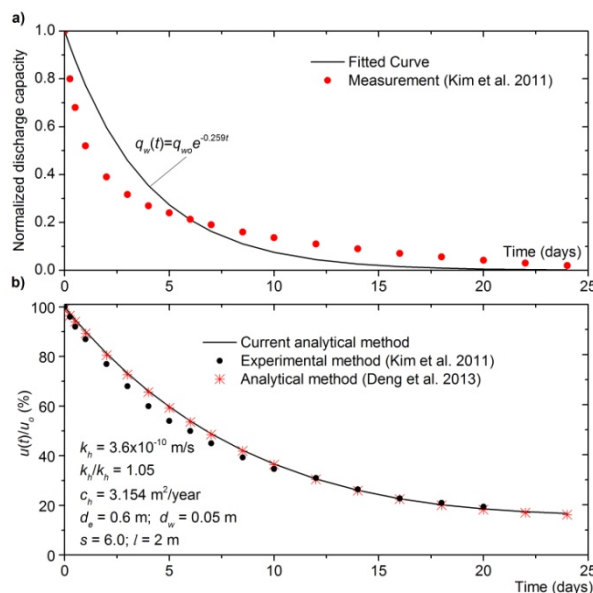 a)
1.0
0.8
0.6
0.4
0.2
0.0
Normalized discharge capacity
Fitted Curve
Measurement (Kim et al. 2011)
q_w(t)=q_wo e^-0.259t
Time (days)
0 5 10 15 20 25
b)
100
80
60
40
20
0
u(t)/u_o (%)
Current analytical method
Experimental method (Kim et al. 2011)
Analytical method (Deng et al. 2013)
k_h = 3.6x10^-10 m/s
k_h/k_h = 1.05
c_h = 3.154 m²/year
d_e = 0.6 m; d_w = 0.05 m
s = 6.0; l = 2 m
0 5 10 15 20 25
Time (days)